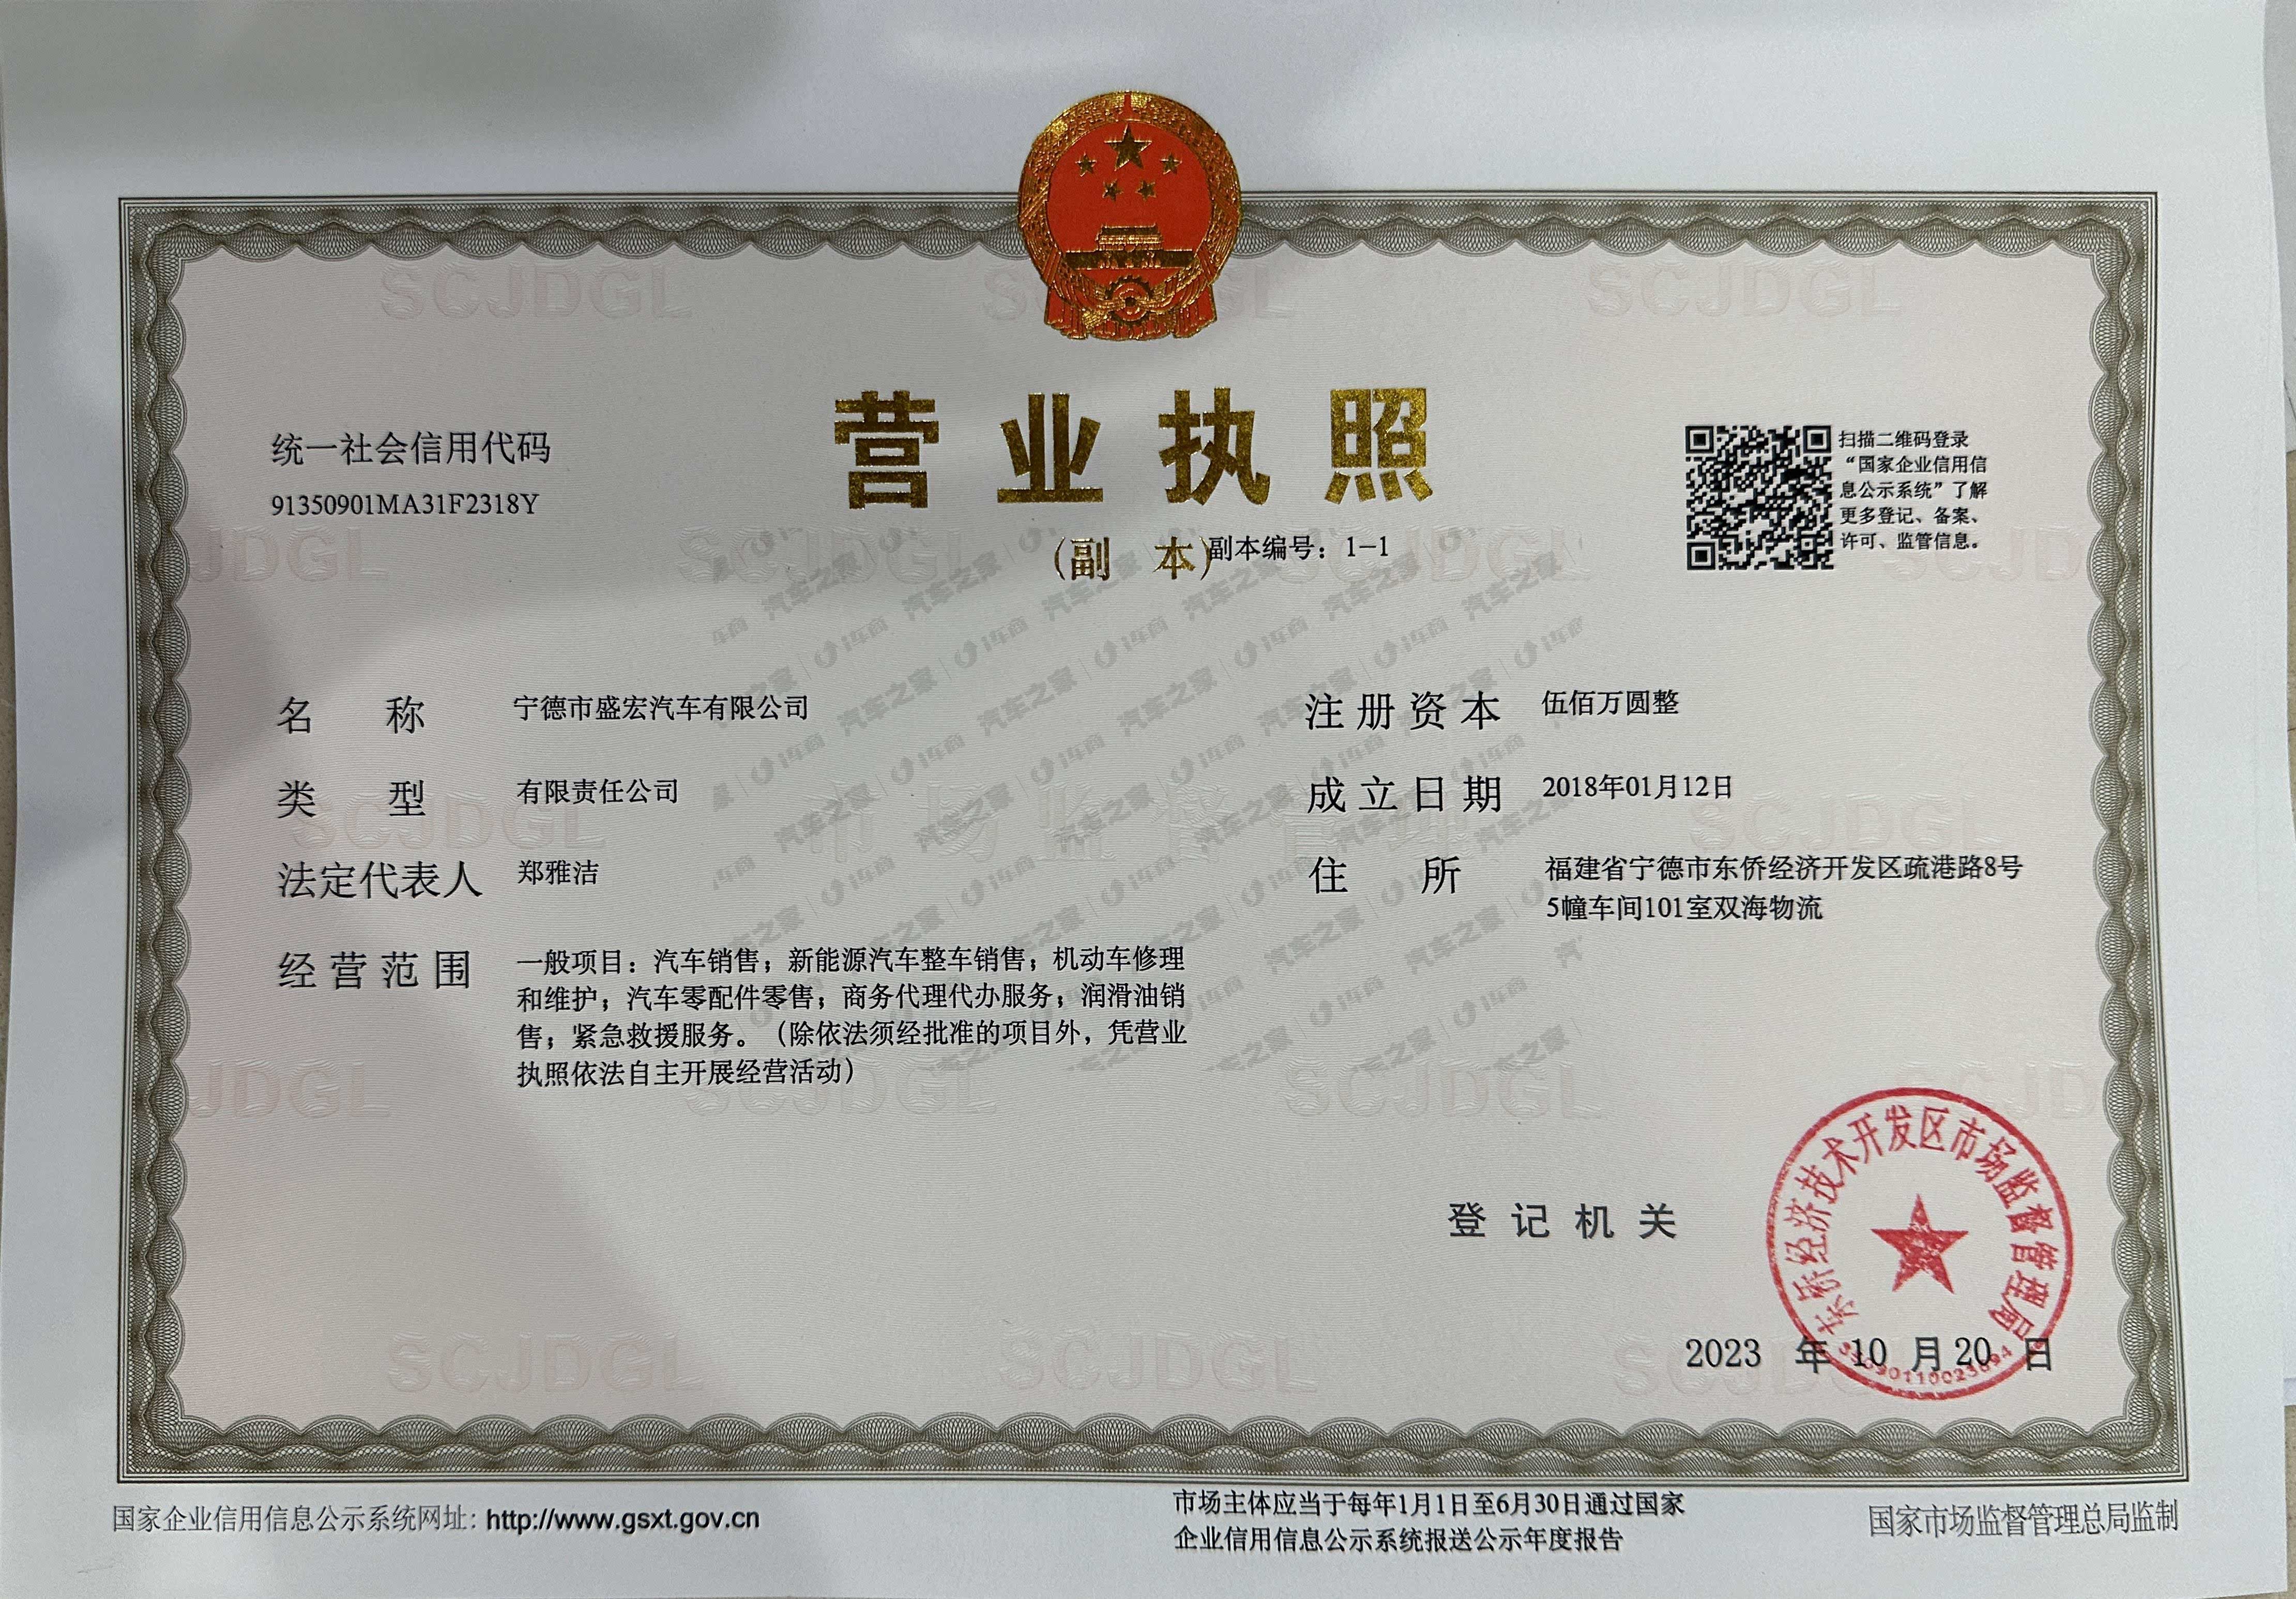 营业执照
（副　本）副本编号：1-1
统一社会信用代码
91350901MA31F2318Y
扫描二维码登录
“国家企业信用信
息公示系统”了解
更多登记、备案、
许可、监管信息。
名　称　宁德市盛宏汽车有限公司
类　型　有限责任公司
法定代表人　郑雅洁
经营范围　一般项目：汽车销售；新能源汽车整车销售；机动车修理
和维护；汽车零配件零售；商务代理代办服务；润滑油销
售；紧急救援服务。（除依法须经批准的项目外，凭营业
执照依法自主开展经营活动）
注册资本　伍佰万圆整
成立日期　2018年01月12日
住　所　福建省宁德市东侨经济开发区疏港路8号
5幢车间101室双海物流
登记机关
东侨经济技术开发区市场监督管理局
2023 年 10 月 20 日
国家企业信用信息公示系统网址：http://www.gsxt.gov.cn
市场主体应当于每年1月1日至6月30日通过国家
企业信用信息公示系统报送公示年度报告
国家市场监督管理总局监制
SCJDGL
汽车之家